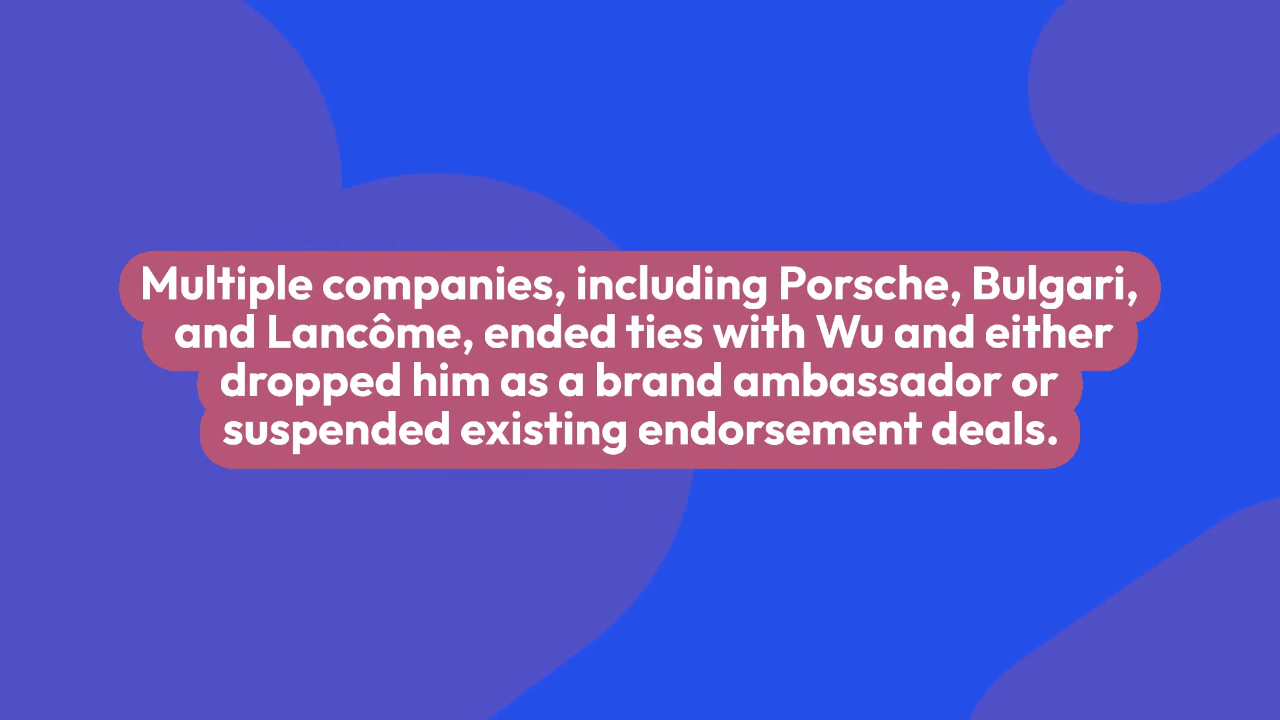 Multiple companies, including Porsche, Bulgari,
and Lancôme, ended ties with Wu and either
dropped him as a brand ambassador or
suspended existing endorsement deals.